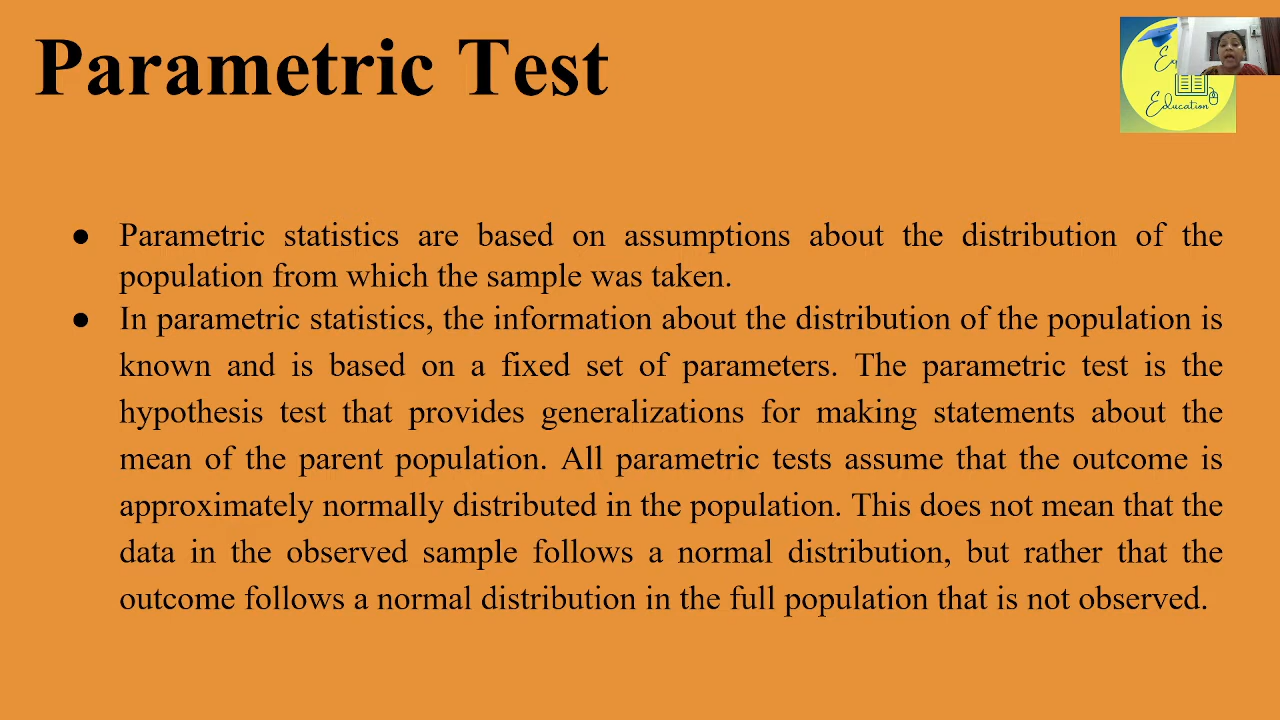 Parametric Test
Education
● Parametric statistics are based on assumptions about the distribution of the
population from which the sample was taken.
● In parametric statistics, the information about the distribution of the population is
known and is based on a fixed set of parameters. The parametric test is the
hypothesis test that provides generalizations for making statements about the
mean of the parent population. All parametric tests assume that the outcome is
approximately normally distributed in the population. This does not mean that the
data in the observed sample follows a normal distribution, but rather that the
outcome follows a normal distribution in the full population that is not observed.